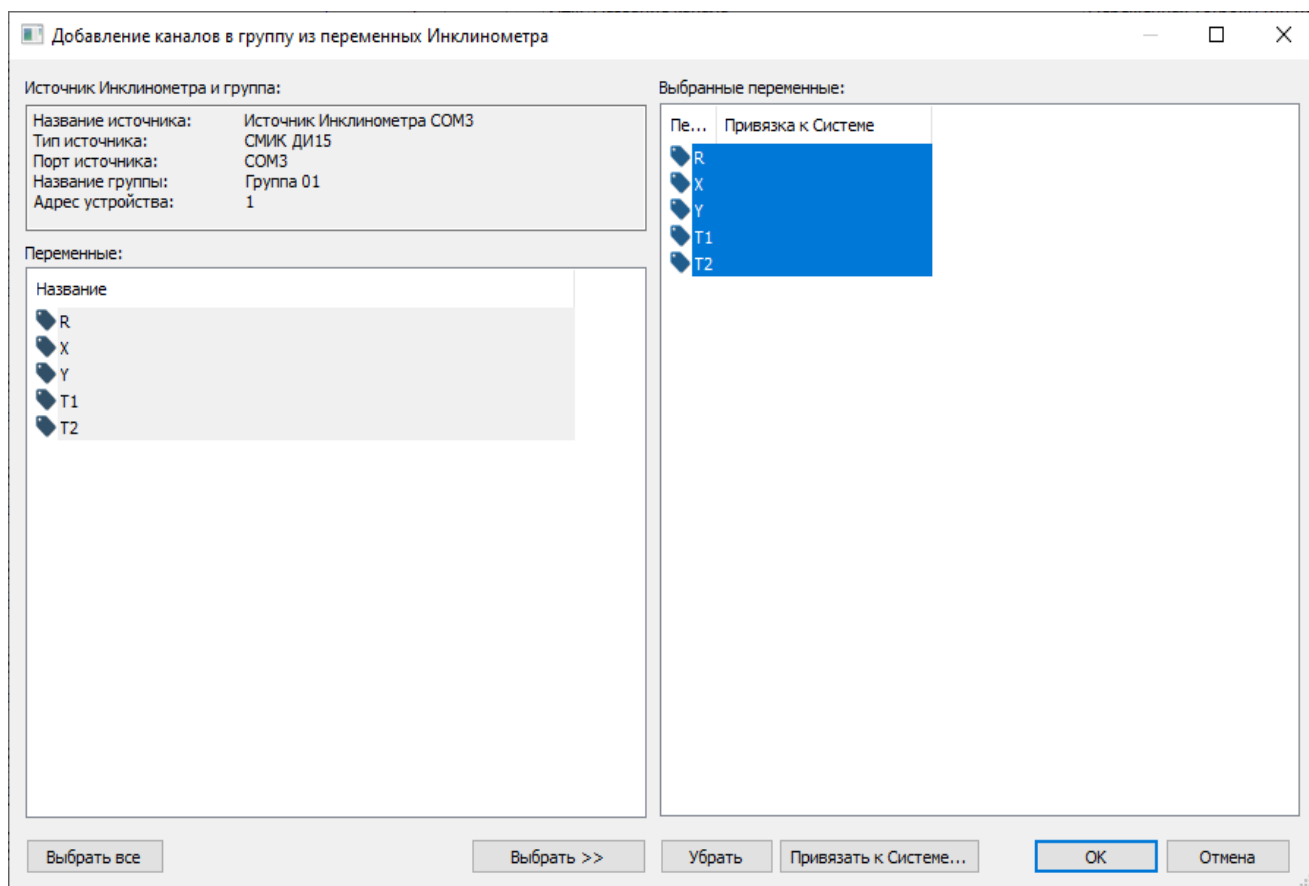 Добавление каналов в группу из переменных Инклинометра
Источник Инклинометра и группа:
Название источника: Источник Инклинометра COM3
Тип источника: СМИК ДИ15
Порт источника: COM3
Название группы: Группа 01
Адрес устройства: 1
Переменные:
Название
R
X
Y
T1
T2
Выбранные переменные:
Пе... Привязка к Системе
R
X
Y
T1
T2
Выбрать все
Выбрать >>
Убрать
Привязать к Системе...
OK
Отмена